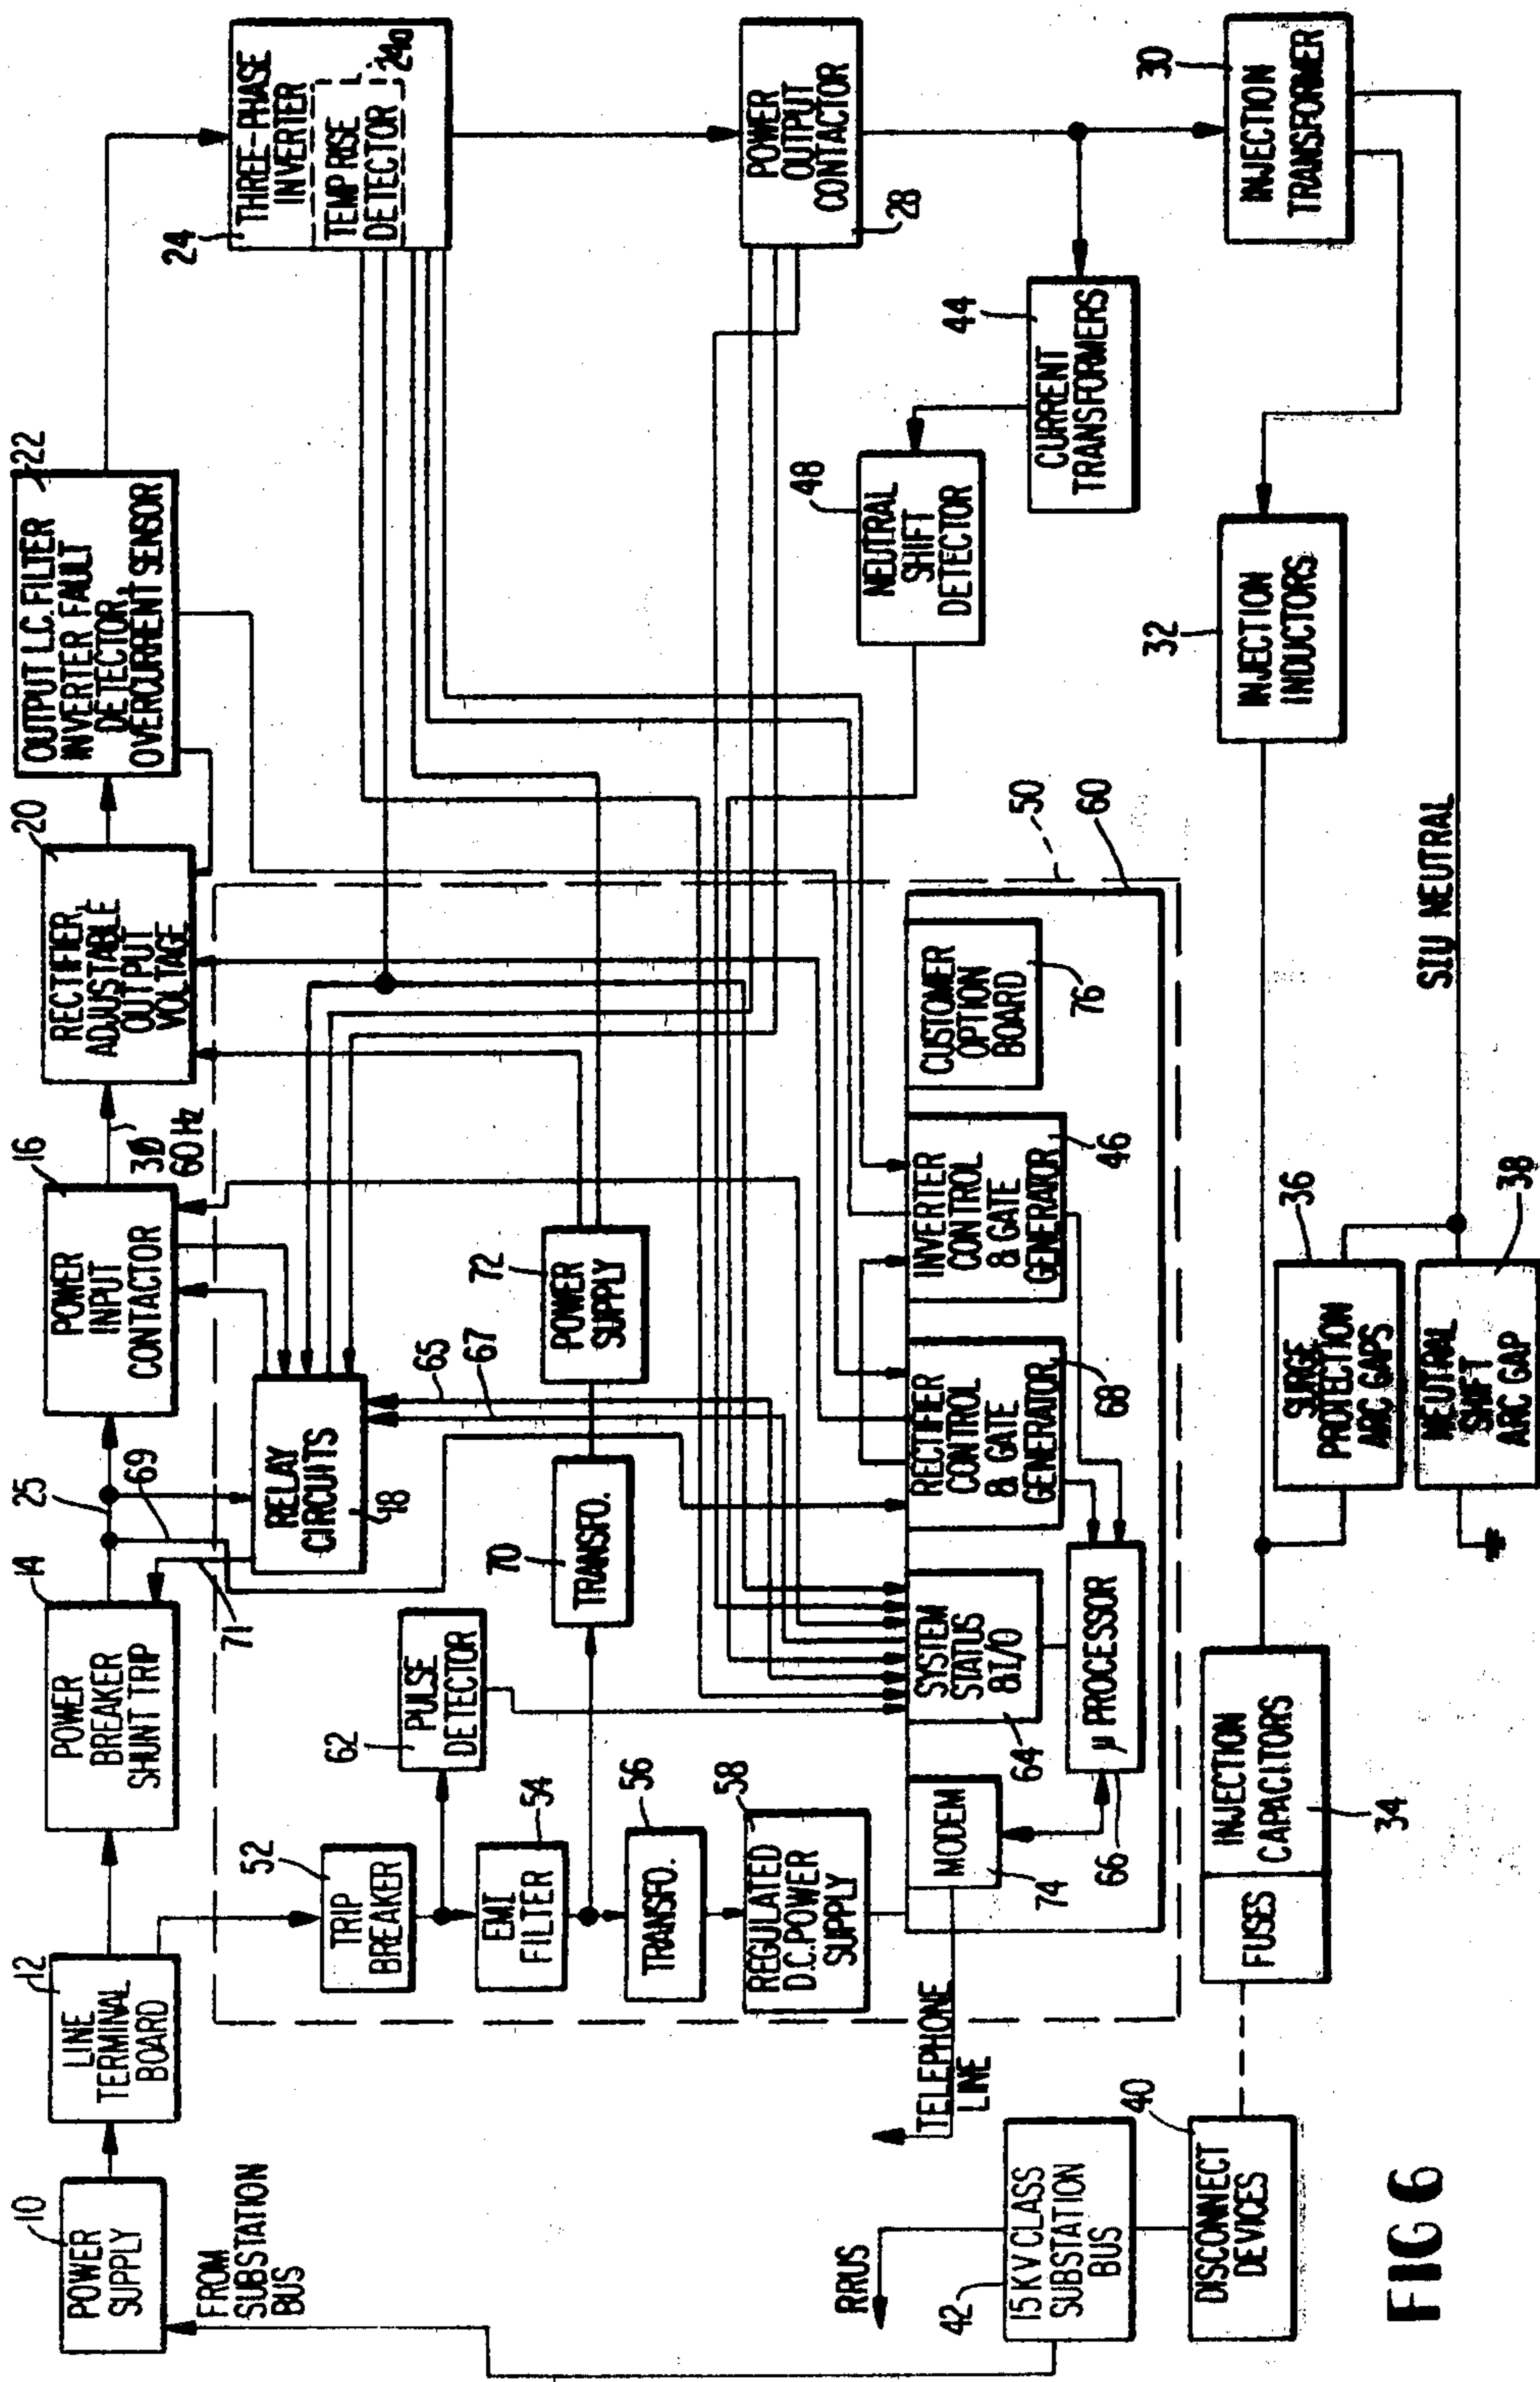 10
POWER
SUPPLY
FROM
SUBSTATION
BUS
12
LINE
TERMINAL
BOARD
14
POWER
BREAKER
SHUNT TRIP
25
69
71
16
POWER
INPUT
CONTACTOR
3Ø
60 Hz
20
RECTIFIER,
ADJUSTABLE
OUTPUT
VOLTAGE
22
OUTPUT L.C. FILTER
INVERTER FAULT
DETECTOR,
OVERCURRENT SENSOR
24
THREE-PHASE
INVERTER
TEMP RISE
DETECTOR
24a
52
TRIP
BREAKER
62
PULSE
DETECTOR
RELAY
CIRCUITS
18
65
67
54
EMI
FILTER
70
TRANSFO.
72
POWER
SUPPLY
56
TRANSFO.
58
REGULATED
D.C. POWER
SUPPLY
POWER
OUTPUT
CONTACTOR
28
48
NEUTRAL
SHIFT
DETECTOR
44
CURRENT
TRANSFORMERS
30
INJECTION
TRANSFORMER
32
INJECTION
INDUCTORS
50
60
MODEM
74
SYSTEM
STATUS
& I/O
64
μ PROCESSOR
66
RECTIFIER
CONTROL
& GATE
GENERATOR
68
INVERTER
CONTROL
& GATE
GENERATOR
46
CUSTOMER
OPTION
BOARD
76
TELEPHONE
LINE
RRUS
42
15 KV CLASS
SUBSTATION
BUS
40
DISCONNECT
DEVICES
FUSES
INJECTION
CAPACITORS
34
36
SURGE
PROTECTION
ARC GAPS
38
NEUTRAL
SHIFT
ARC GAP
SIU NEUTRAL
FIG 6